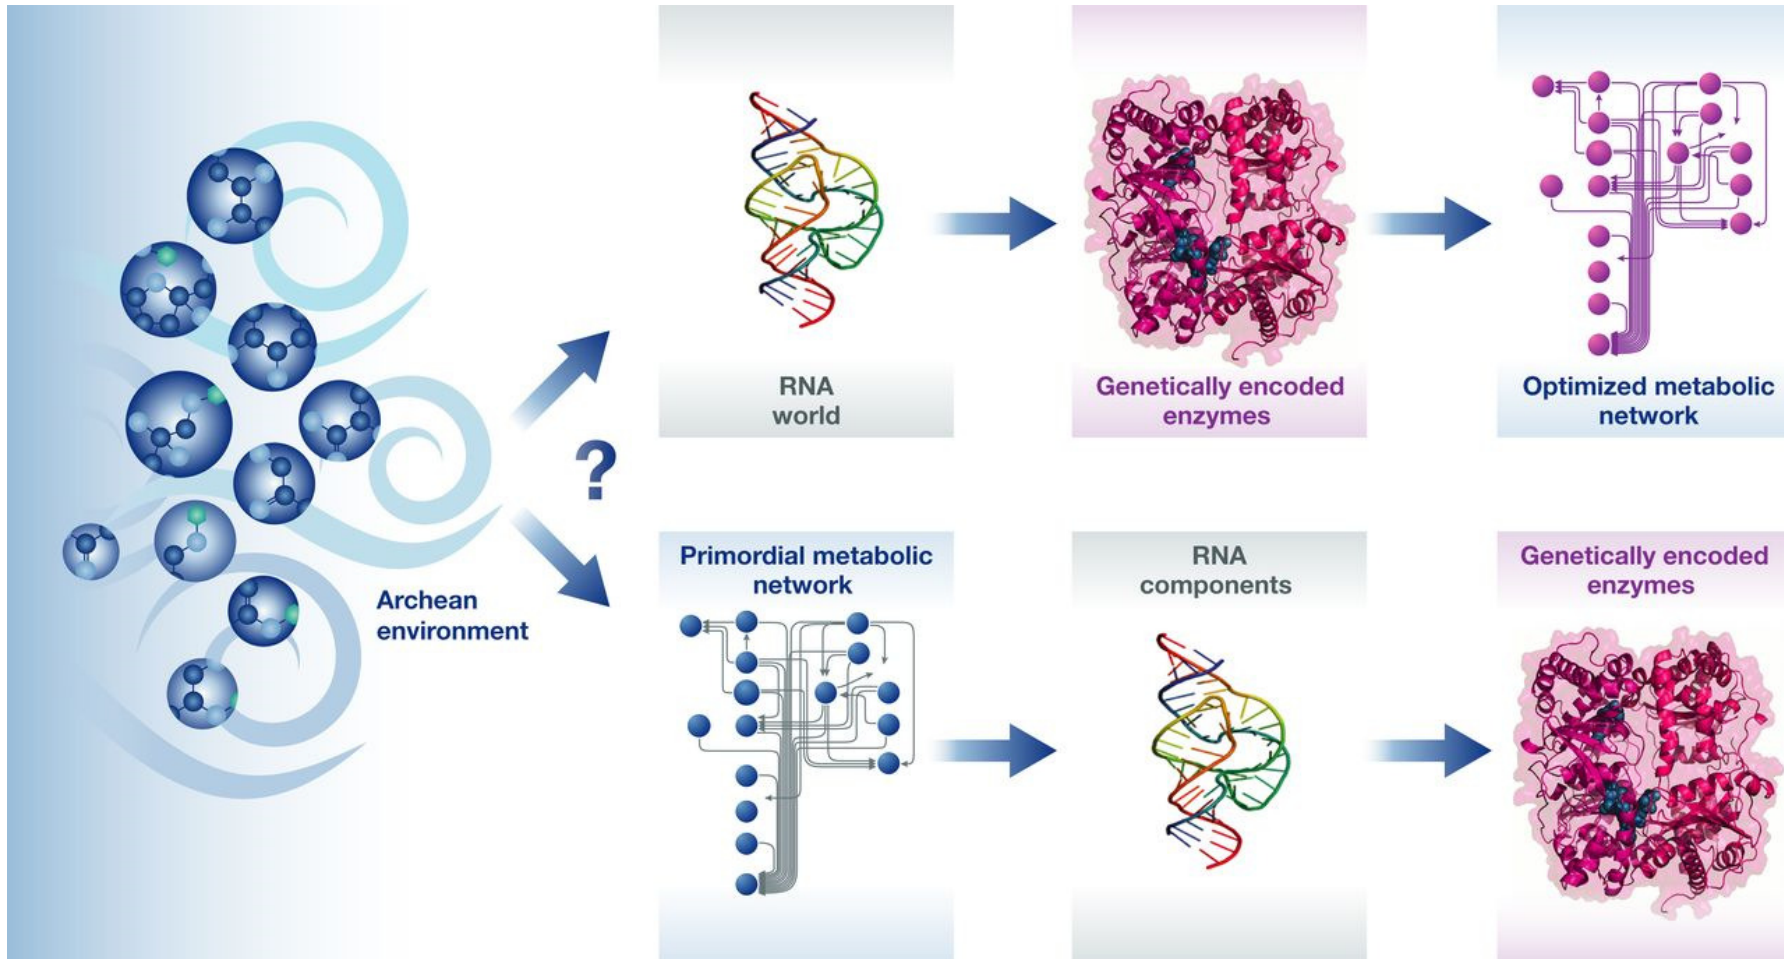 Archean
environment
?
RNA
world
Genetically encoded
enzymes
Optimized metabolic
network
Primordial metabolic
network
RNA
components
Genetically encoded
enzymes